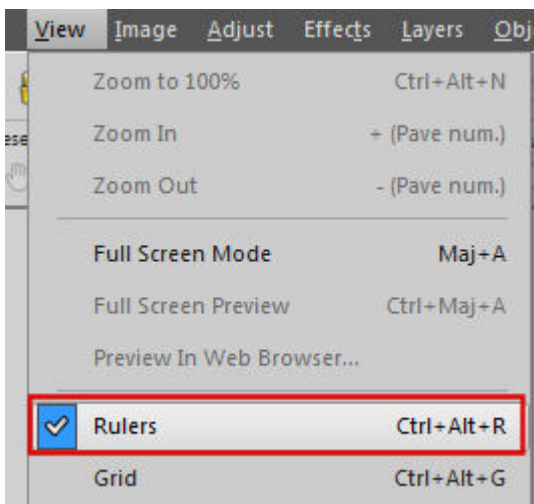 View Image Adjust Effects Layers Obj
ese
Zoom to 100% Ctrl+Alt+N
Zoom In + (Pave num.)
Zoom Out - (Pave num.)
Full Screen Mode Maj+A
Full Screen Preview Ctrl+Maj+A
Preview In Web Browser...
Rulers Ctrl+Alt+R
Grid Ctrl+Alt+G